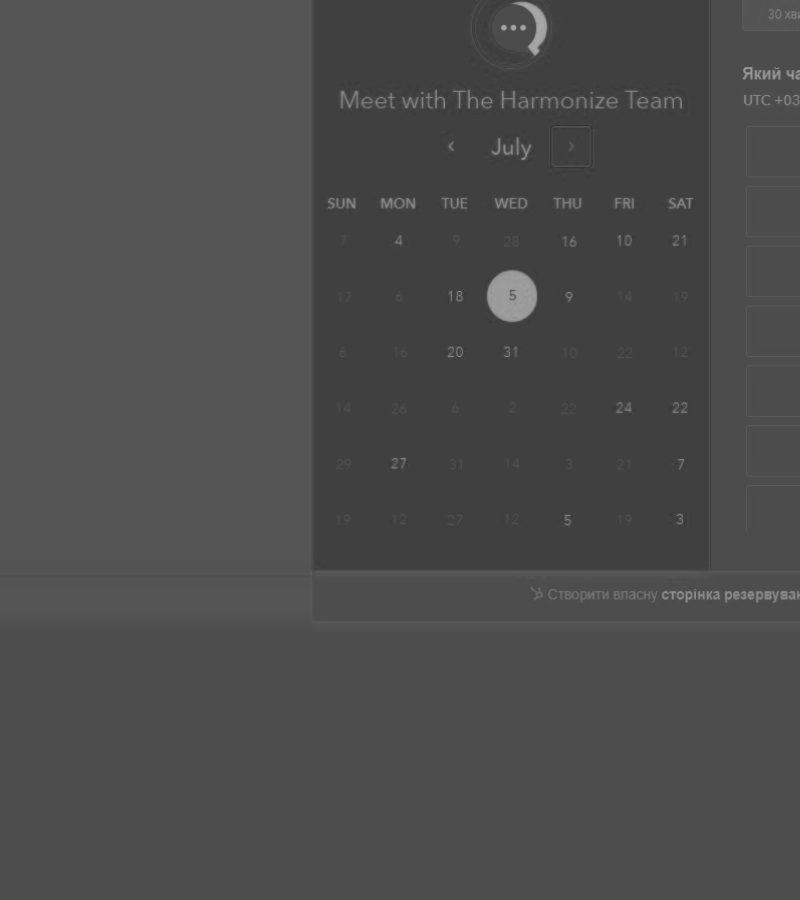 30 хви
Meet with The Harmonize Team
Який ча
UTC +03
July
SUN MON TUE WED THU FRI SAT
7 4 9 28 16 10 21
17 6 18 5 9 14 19
6 16 20 31 10 22 12
14 26 6 2 22 24 22
29 27 31 14 3 21 7
19 12 27 12 5 19 3
Створити власну сторінка резервуван